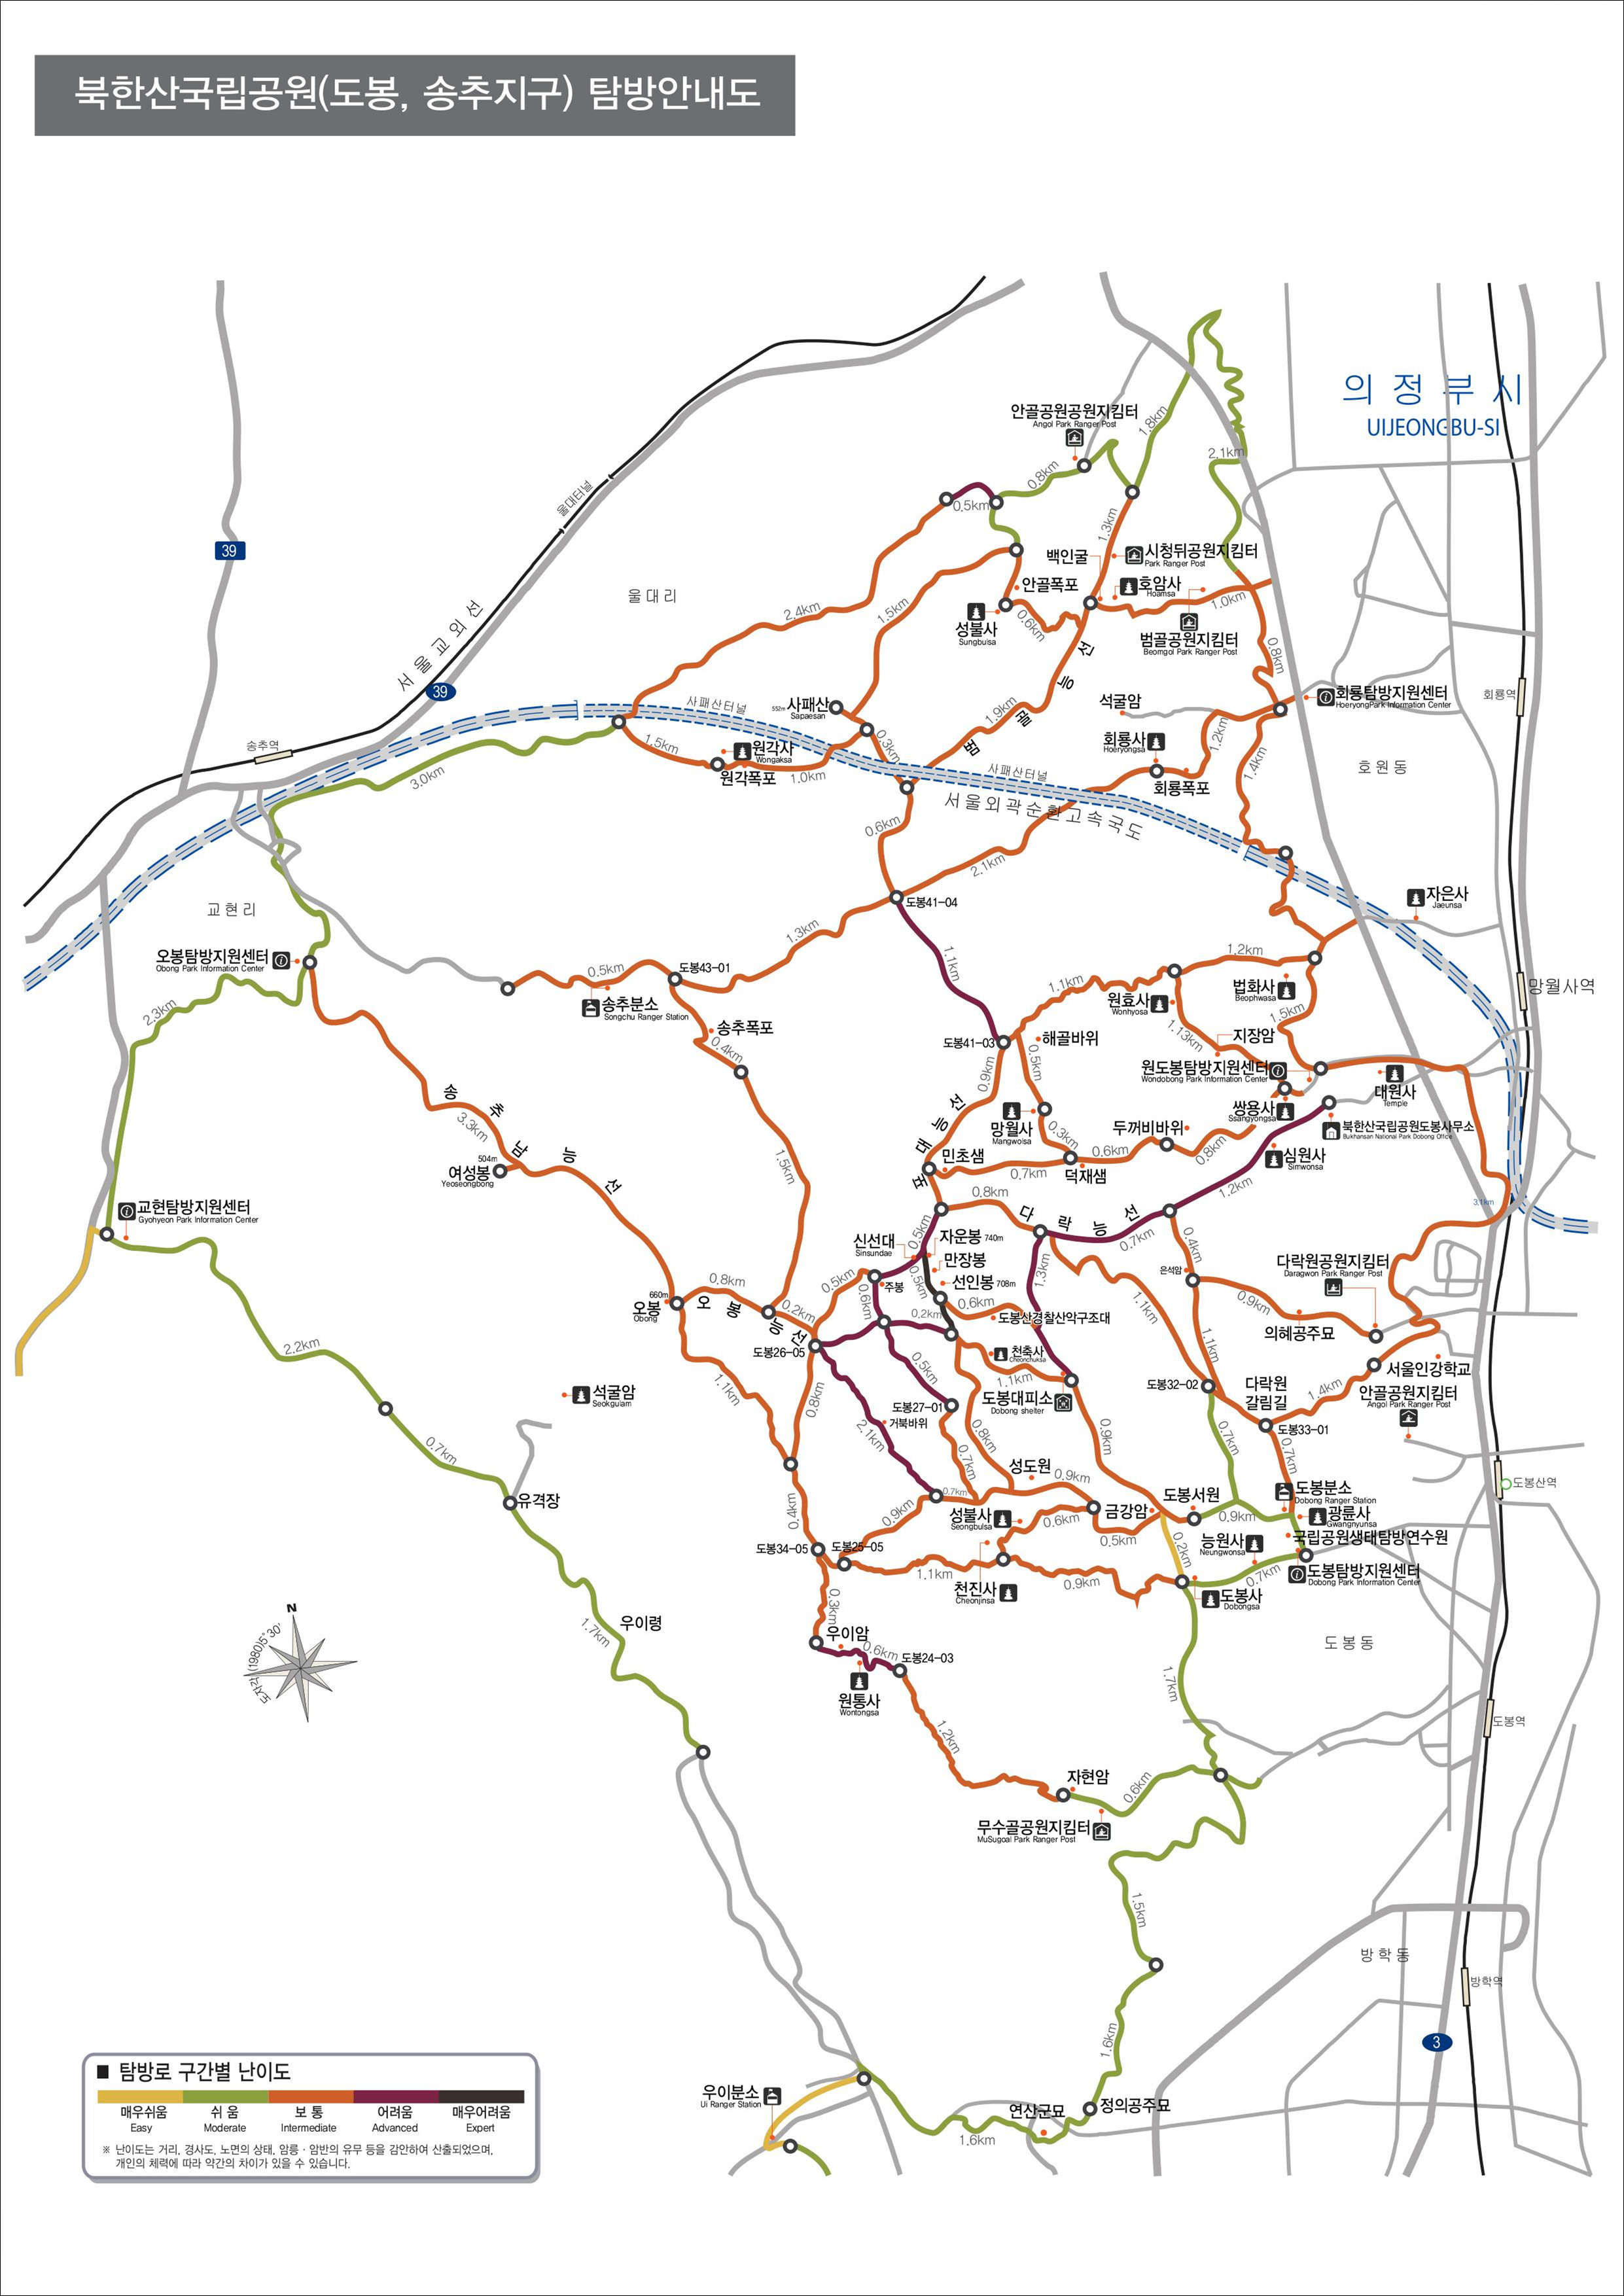 북한산국립공원(도봉, 송추지구) 탐방안내도
의정부시
UIJEONGBU-SI
안골공원공원지킴터
Angol Park Ranger Post
1.8km
2.1km
0.8km
0.5km
울대터널
39
1.3km
백인굴
시청뒤공원지킴터
Park Ranger Post
울대리
안골폭포
호암사
Hoamsa
1.0km
2.4km
1.5km
성불사
Sungbulsa
0.6km
범골공원지킴터
Beomgol Park Ranger Post
서울교외선
39
0.8km
사패산터널
552m
사패산
Sapaesan
범골능선
1.9km
석굴암
회룡탐방지원센터
HoeryongPark Information Center
회룡역
송추역
1.5km
원각사
Wongaksa
원각폭포
1.0km
0.3km
회룡사
Hoeryongsa
1.2km
회룡폭포
1.4km
호원동
3.0km
사패산터널
서울외곽순환고속국도
0.6km
2.1km
도봉41-04
자은사
Jaeunsa
교현리
1.3km
오봉탐방지원센터
Obong Park Information Center
0.5km
도봉43-01
송추분소
Songchu Ranger Station
1.1km
1.2km
1.1km
원효사
Wonhyosa
법화사
Beophwasa
망월사역
2.3km
송추폭포
0.4km
1.5km
1.13km
지장암
도봉41-03
해골바위
0.9km
0.5km
원도봉탐방지원센터
Wondobong Park Information Center
대원사
Temple
쌍용사
Ssangyongsa
북한산국립공원도봉사무소
Bukhansan National Park Dobong Office
송추남능선
3.3km
포대능선
망월사
Mangwolsa
0.3km
두꺼비바위
0.8km
심원사
Simwonsa
504m
여성봉
Yeoseongbong
1.5km
민초샘
0.7km
0.6km
덕재샘
1.2km
교현탐방지원센터
Gyohyeon Park Information Center
0.8km
다락능선
0.7km
3.1km
0.5km
신선대
Sinsundae
자운봉 740m
만장봉
선인봉 708m
0.4km
은석암
다락원공원지킴터
Daragwon Park Ranger Post
1.3km
0.5km
주봉
0.5km
0.6km
0.9km
660m
오봉
Obong
0.8km
오봉능선
0.2km
0.6km
0.2km
도봉산경찰산악구조대
1.1km
의혜공주묘
도봉26-05
2.2km
1.1km
천축사
Cheonchuksa
1.1km
0.5km
서울인강학교
도봉32-02
다락원
갈림길
1.4km
안골공원지킴터
Angol Park Ranger Post
석굴암
Seokgulam
1.1km
0.8km
도봉27-01
거북바위
도봉대피소
Dobong shelter
도봉33-01
2.1km
0.8km
0.9km
0.7km
0.7km
0.7km
0.7km
유격장
성도원
0.9km
도봉산역
0.7km
도봉서원
도봉분소
Dobong Ranger Station
0.4km
0.9km
성불사
Seongbulsa
0.6km
금강암
0.9km
광륜사
Gwangnyunsa
0.5km
0.2km
능원사
Neungwonsa
국립공원생태탐방연수원
도봉34-05
도봉25-05
1.1km
천진사
Cheonjinsa
0.9km
0.7km
도봉탐방지원센터
Dobong Park Information Center
도봉사
Dobongsa
0.3km
N
도자각(1980)5°30'
1.7km
우이령
우이암
0.6km
도봉24-03
원통사
Wontongsa
도봉동
1.7km
도봉역
1.2km
자현암
0.6km
무수골공원지킴터
MuSugoal Park Ranger Post
1.5km
방학동
방학역
1.6km
3
■ 탐방로 구간별 난이도
매우쉬움 쉬움 보통 어려움 매우어려움
Easy Moderate Intermediate Advanced Expert
※ 난이도는 거리, 경사도, 노면의 상태, 암릉 · 암반의 유무 등을 감안하여 산출되었으며,
개인의 체력에 따라 약간의 차이가 있을 수 있습니다.
우이분소
Ui Ranger Station
연산군묘
정의공주묘
1.6km